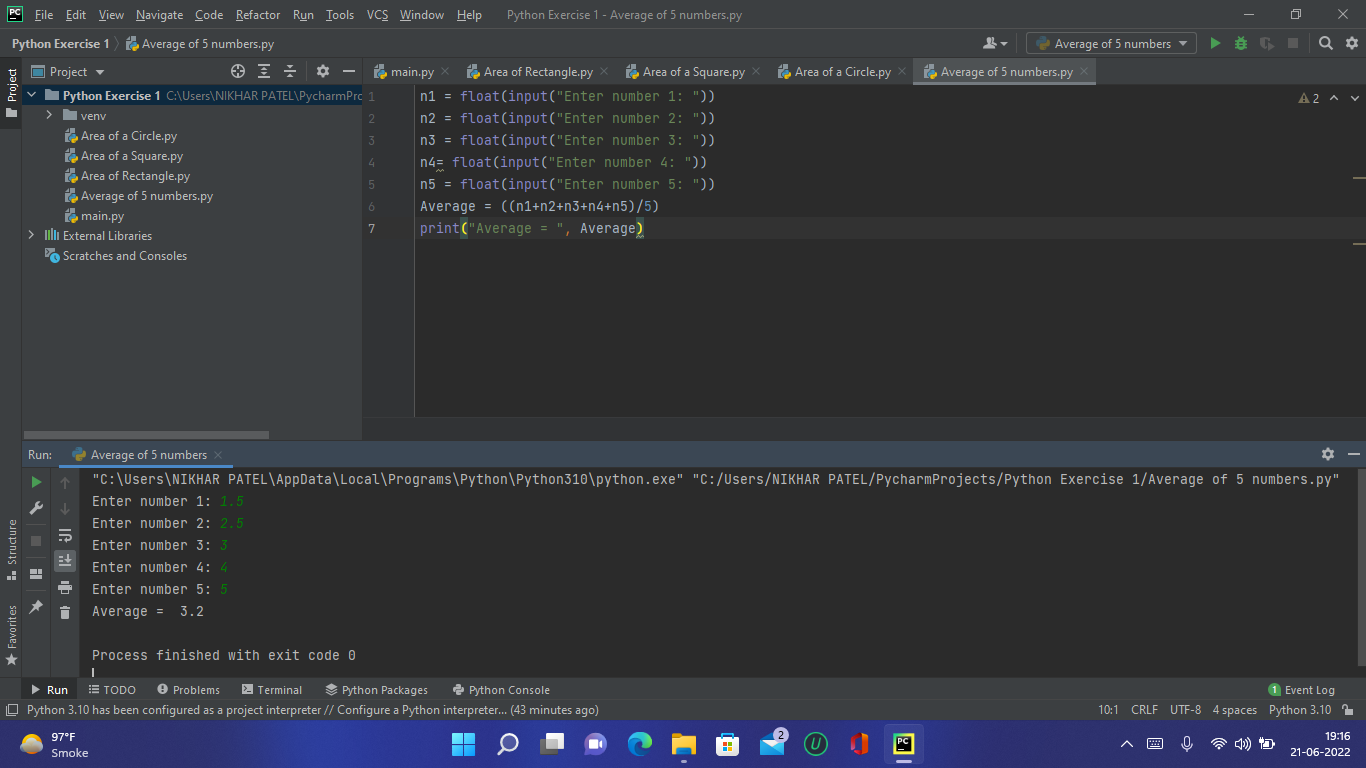 PC File Edit View Navigate Code Refactor Run Tools VCS Window Help Python Exercise 1 - Average of 5 numbers.py
Python Exercise 1 Average of 5 numbers.py Average of 5 numbers
Project
Project main.py Area of Rectangle.py Area of a Square.py Area of a Circle.py Average of 5 numbers.py
Python Exercise 1 C:\Users\NIKHAR PATEL\PycharmPro
venv
Area of a Circle.py
Area of a Square.py
Area of Rectangle.py
Average of 5 numbers.py
main.py
External Libraries
Scratches and Consoles
1 n1 = float(input("Enter number 1: "))
2 n2 = float(input("Enter number 2: "))
3 n3 = float(input("Enter number 3: "))
4 n4= float(input("Enter number 4: "))
5 n5 = float(input("Enter number 5: "))
6 Average = ((n1+n2+n3+n4+n5)/5)
7 print("Average = ", Average)
2
Run: Average of 5 numbers
"C:\Users\NIKHAR PATEL\AppData\Local\Programs\Python\Python310\python.exe" "C:/Users/NIKHAR PATEL/PycharmProjects/Python Exercise 1/Average of 5 numbers.py"
Enter number 1: 1.5
Enter number 2: 2.5
Enter number 3: 3
Enter number 4: 4
Enter number 5: 5
Average =  3.2
Process finished with exit code 0
Structure
Favorites
Run TODO Problems Terminal Python Packages Python Console 1 Event Log
Python 3.10 has been configured as a project interpreter // Configure a Python interpreter... (43 minutes ago) 10:1 CRLF UTF-8 4 spaces Python 3.10
97°F
Smoke
2
U
PC
19:16
21-06-2022